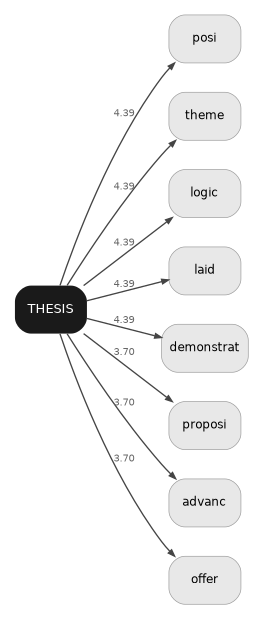 posi
4.39
theme
4.39
logic
4.39
laid
4.39
THESIS
4.39
demonstrat
3.70
proposi
3.70
advanc
3.70
offer